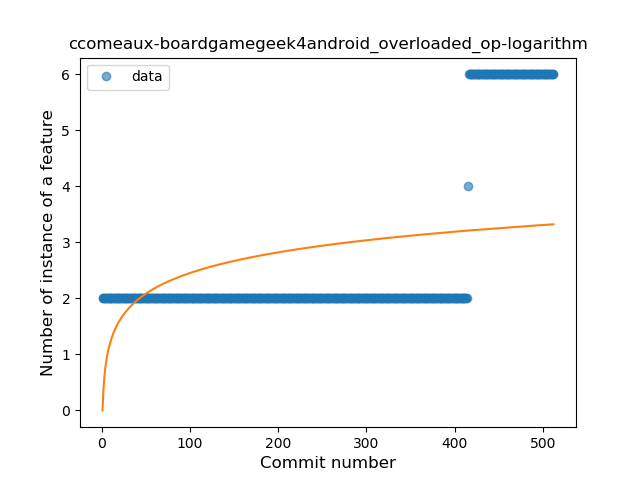 ccomeaux-boardgamegeek4android_overloaded_op-logarithm
data
6
5
4
3
2
1
0
Number of instance of a feature
0 100 200 300 400 500
Commit number